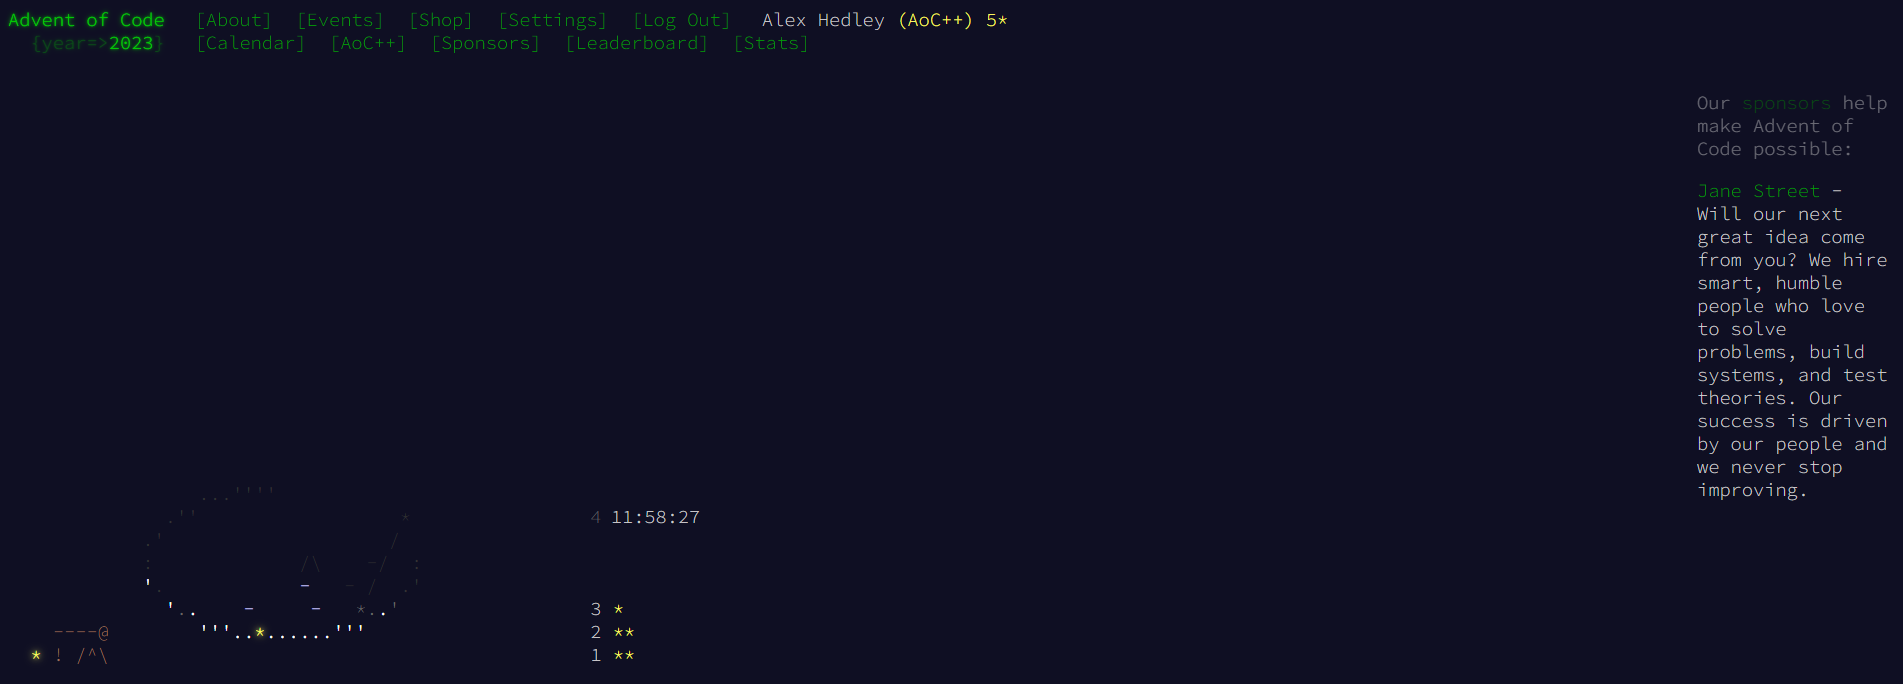 Advent of Code [About] [Events] [Shop] [Settings] [Log Out] Alex Hedley (AoC++) 5*
{year=>2023} [Calendar] [AoC++] [Sponsors] [Leaderboard] [Stats]
Our sponsors help
make Advent of
Code possible:
Jane Street -
Will our next
great idea come
from you? We hire
smart, humble
people who love
to solve
problems, build
systems, and test
theories. Our
success is driven
by our people and
we never stop
improving.
...''''
.'' * 4 11:58:27
.' /
: /\ -/ :
'. - - / .'
'.. - - *..' 3 *
----@ '''..*......''' 2 **
* ! /^\ 1 **